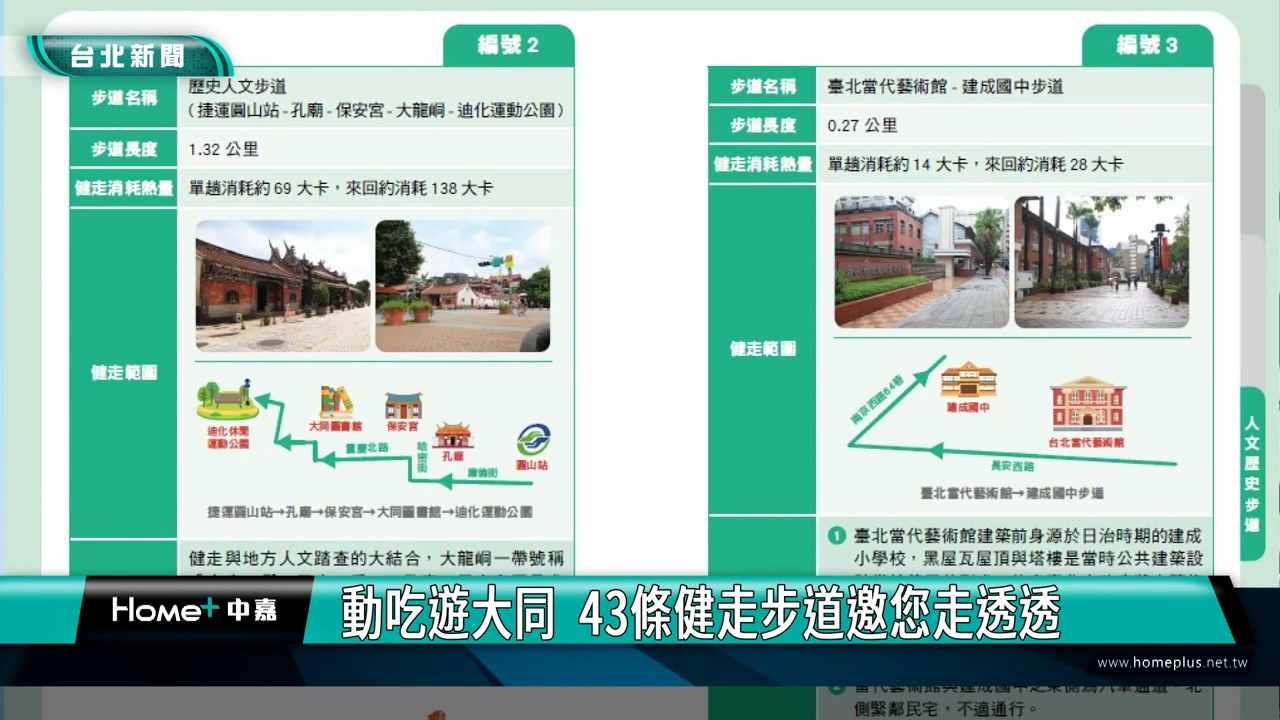 台北新聞
編號 2
步道名稱
歷史人文步道
（捷運圓山站 - 孔廟 - 保安宮 - 大龍峒 - 迪化運動公園）
步道長度
1.32 公里
健走消耗熱量
單趟消耗約 69 大卡，來回約消耗 138 大卡
健走範圍
迪化休閒
運動公園
大同圖書館
保安宮
孔廟
圓山站
重慶北路
哈密街
庫倫街
捷運圓山站→孔廟→保安宮→大同圖書館→迪化運動公園
健走與地方人文踏查的大結合，大龍峒一帶號稱
編號 3
步道名稱
臺北當代藝術館 - 建成國中步道
步道長度
0.27 公里
健走消耗熱量
單趟消耗約 14 大卡，來回約消耗 28 大卡
健走範圍
南京西路64巷
建成國中
台北當代藝術館
長安西路
臺北當代藝術館→建成國中步道
1 臺北當代藝術館建築前身源於日治時期的建成
小學校，黑屋瓦屋頂與塔樓是當時公共建築設
側緊鄰民宅，不適通行。
人文歷史步道
Home+ 中嘉
動吃遊大同 43條健走步道邀您走透透
www.homeplus.net.tw